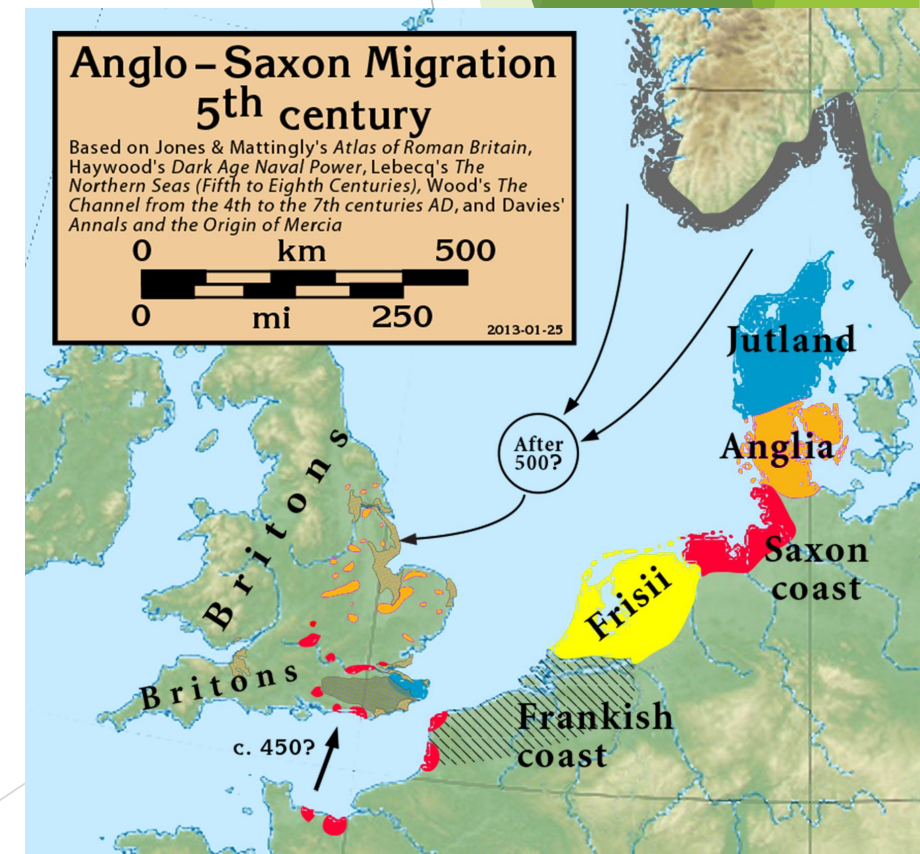 Anglo – Saxon Migration
5th century
Based on Jones & Mattingly's Atlas of Roman Britain,
Haywood's Dark Age Naval Power, Lebecq's The
Northern Seas (Fifth to Eighth Centuries), Wood's The
Channel from the 4th to the 7th centuries AD, and Davies'
Annals and the Origin of Mercia
0 km 500
0 mi 250
2013-01-25
Jutland
Anglia
After
500?
Britons
Saxon
coast
Frisii
Britons
Frankish
coast
c. 450?